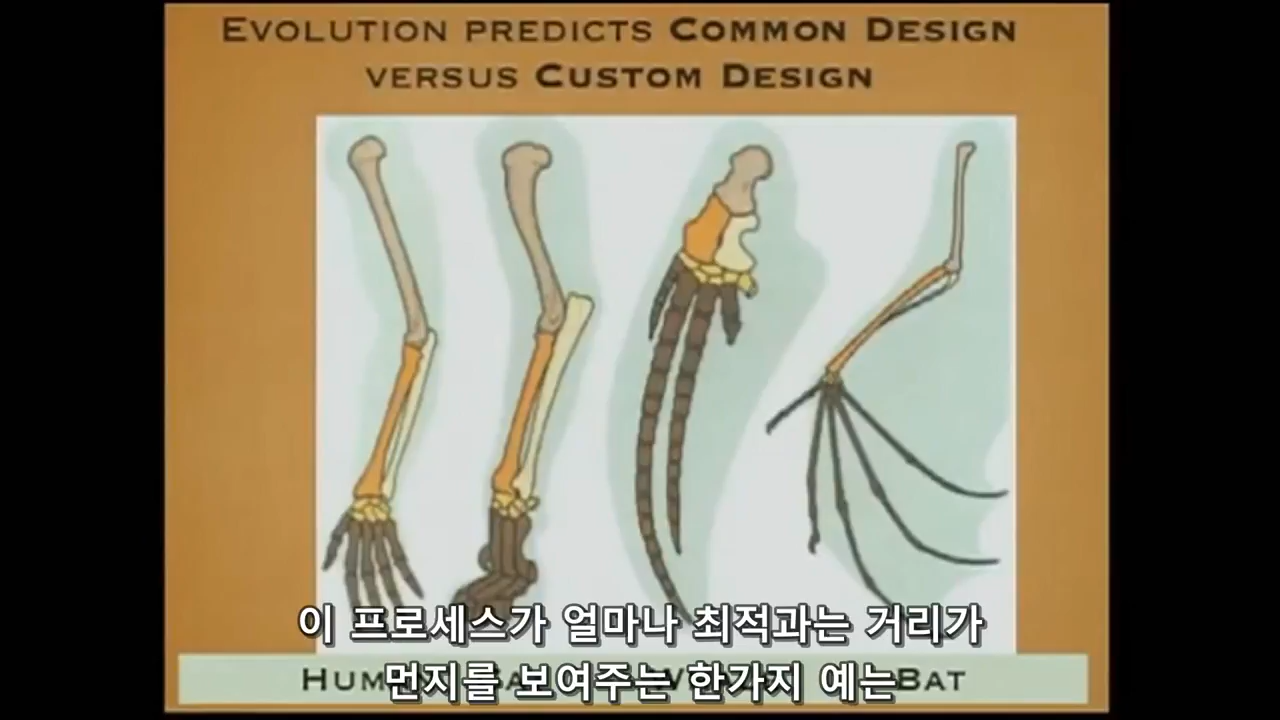 EVOLUTION PREDICTS COMMON DESIGN
VERSUS CUSTOM DESIGN
이 프로세스가 얼마나 최적과는 거리가
먼지를 보여주는 한가지 예는
BAT